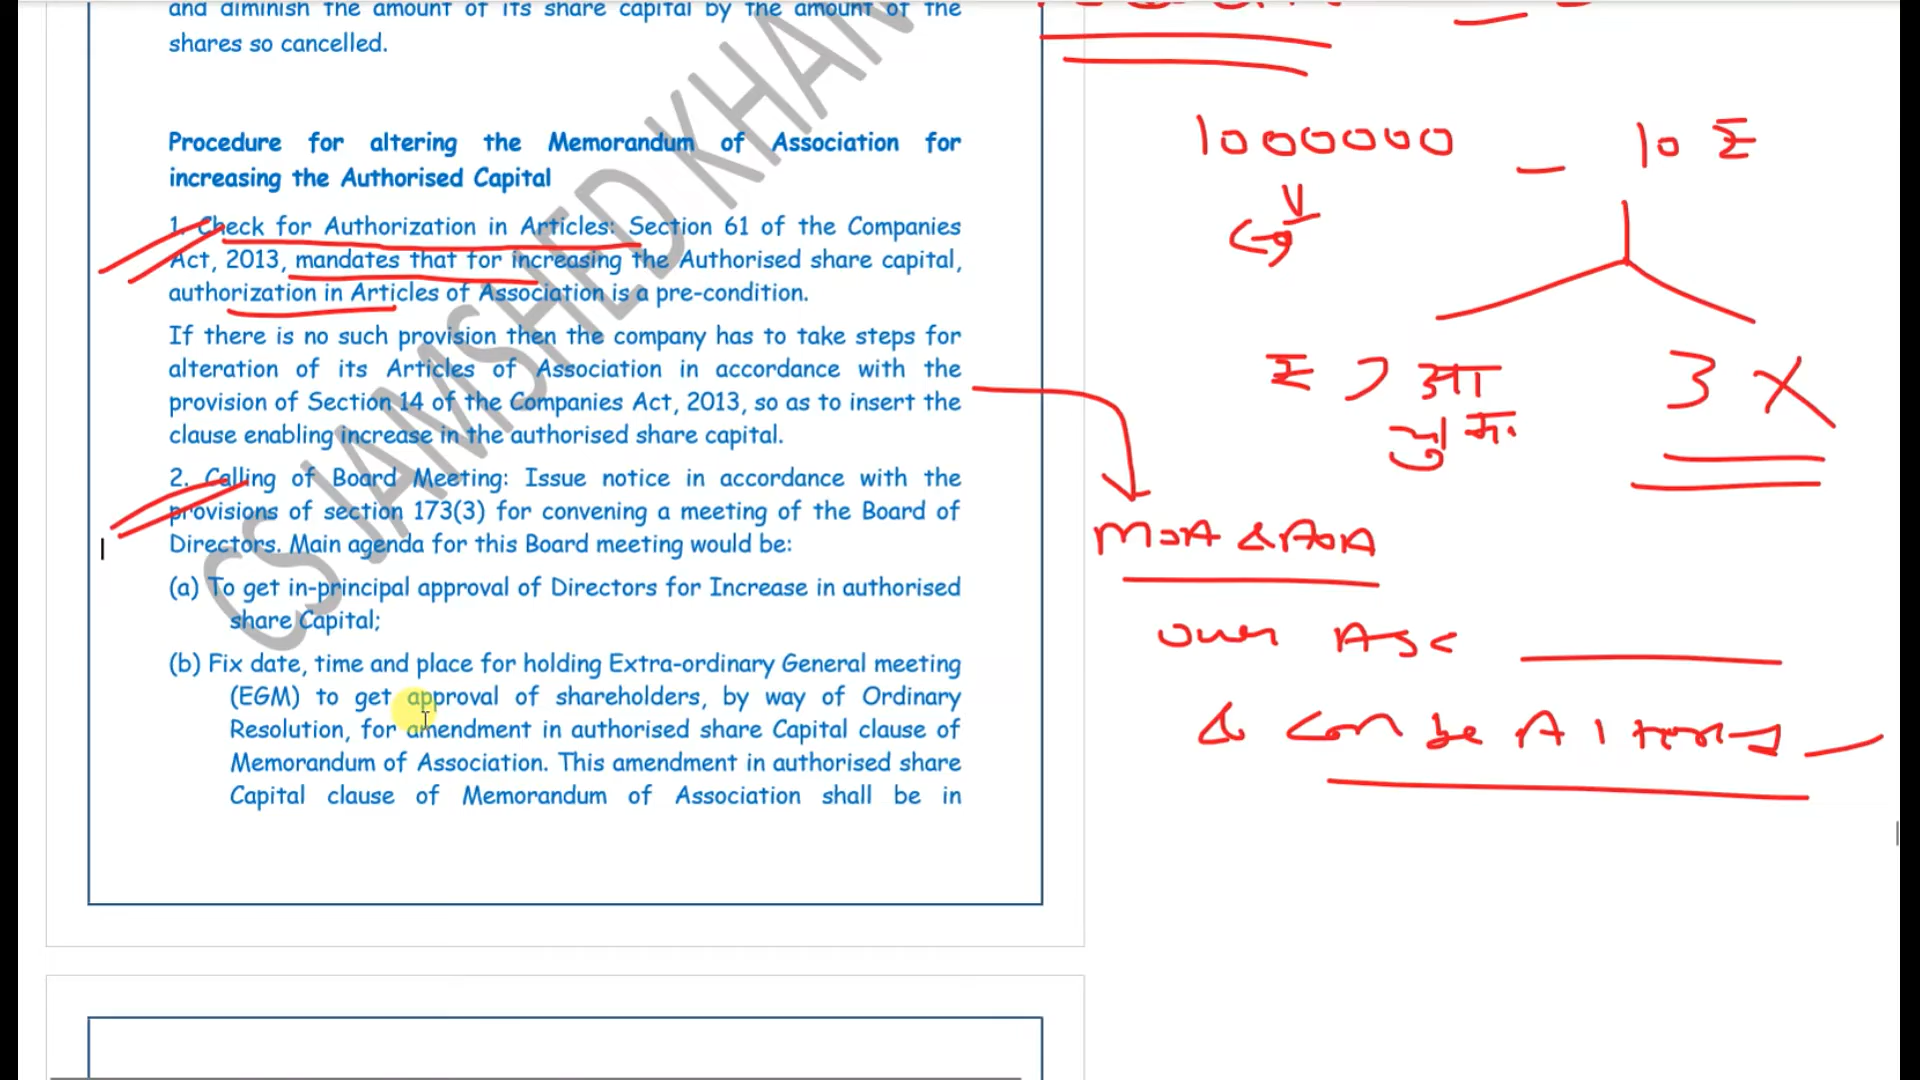 and diminish the amount of its share capital by the amount of the
shares so cancelled.
Procedure for altering the Memorandum of Association for
increasing the Authorised Capital
1. Check for Authorization in Articles: Section 61 of the Companies
Act, 2013, mandates that for increasing the Authorised share capital,
authorization in Articles of Association is a pre-condition.
If there is no such provision then the company has to take steps for
alteration of its Articles of Association in accordance with the
provision of Section 14 of the Companies Act, 2013, so as to insert the
clause enabling increase in the authorised share capital.
2. Calling of Board Meeting: Issue notice in accordance with the
provisions of section 173(3) for convening a meeting of the Board of
Directors. Main agenda for this Board meeting would be:
(a) To get in-principal approval of Directors for Increase in authorised
share Capital;
(b) Fix date, time and place for holding Extra-ordinary General meeting
(EGM) to get approval of shareholders, by way of Ordinary
Resolution, for amendment in authorised share Capital clause of
Memorandum of Association. This amendment in authorised share
Capital clause of Memorandum of Association shall be in
CS JAMSHED KHAN
1000000 — 10 ₹
₹ 7
3 X
MOA & AOA
over ASC
& can be Altered